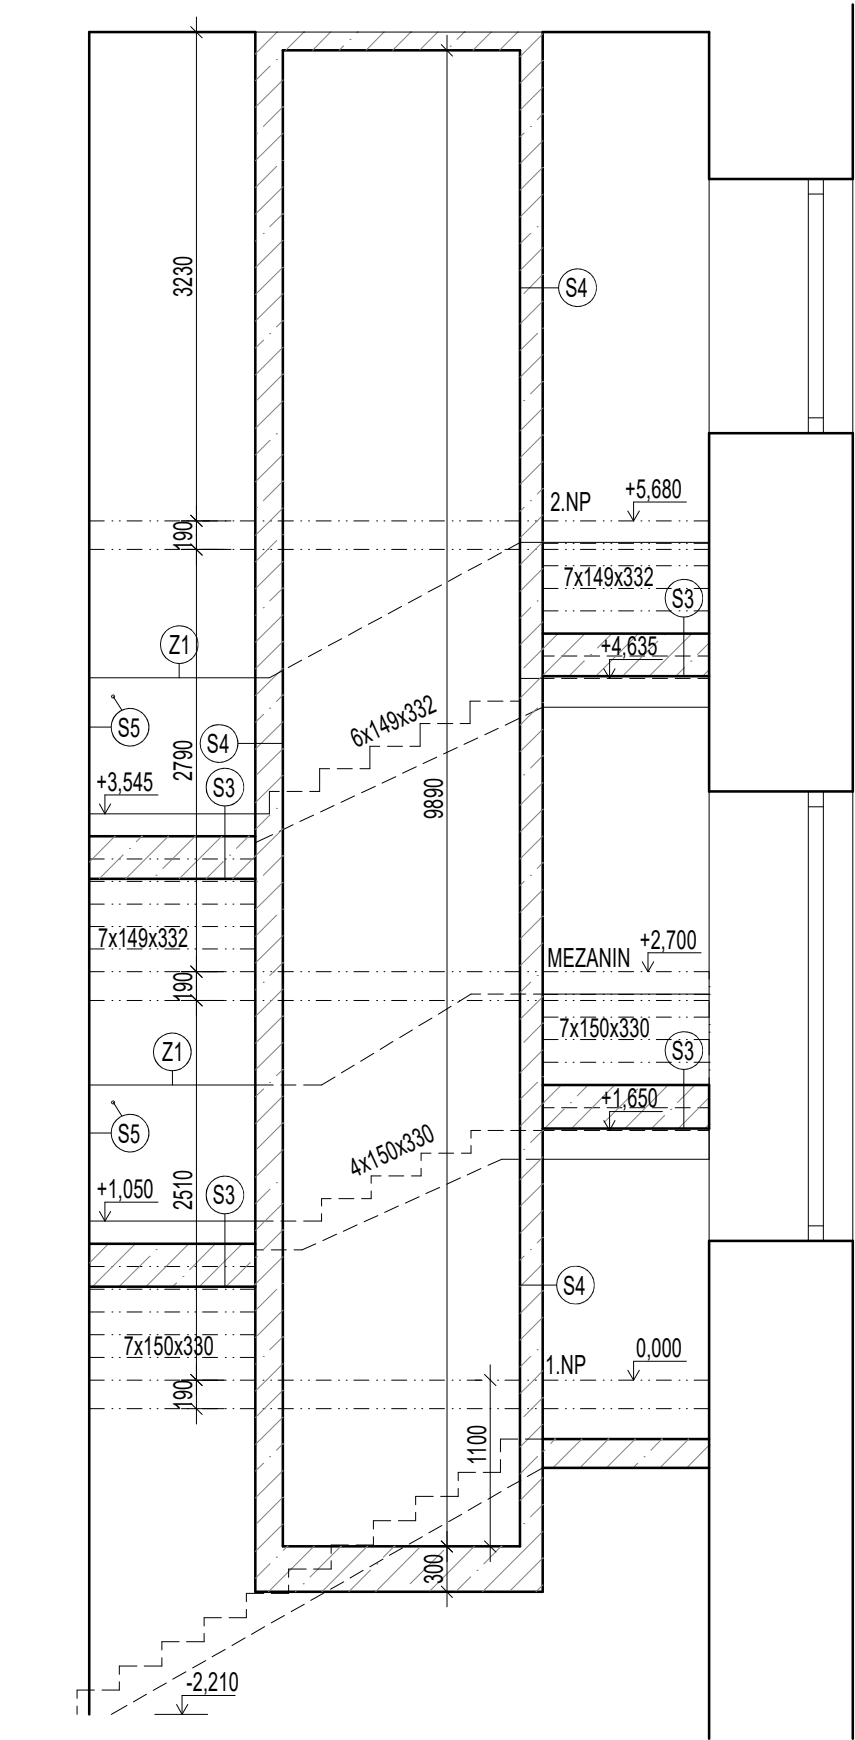 3230
S4
2.NP
+5,680
190
7x149x332
S3
Z1
+4,635
S5
S4
6x149x332
2790
S3
+3,545
9890
7x149x332
MEZANIN
+2,700
190
7x150x330
Z1
S3
+1,650
S5
4x150x330
+1,050
2510
S3
S4
7x150x330
1.NP
0,000
190
1100
300
-2,210